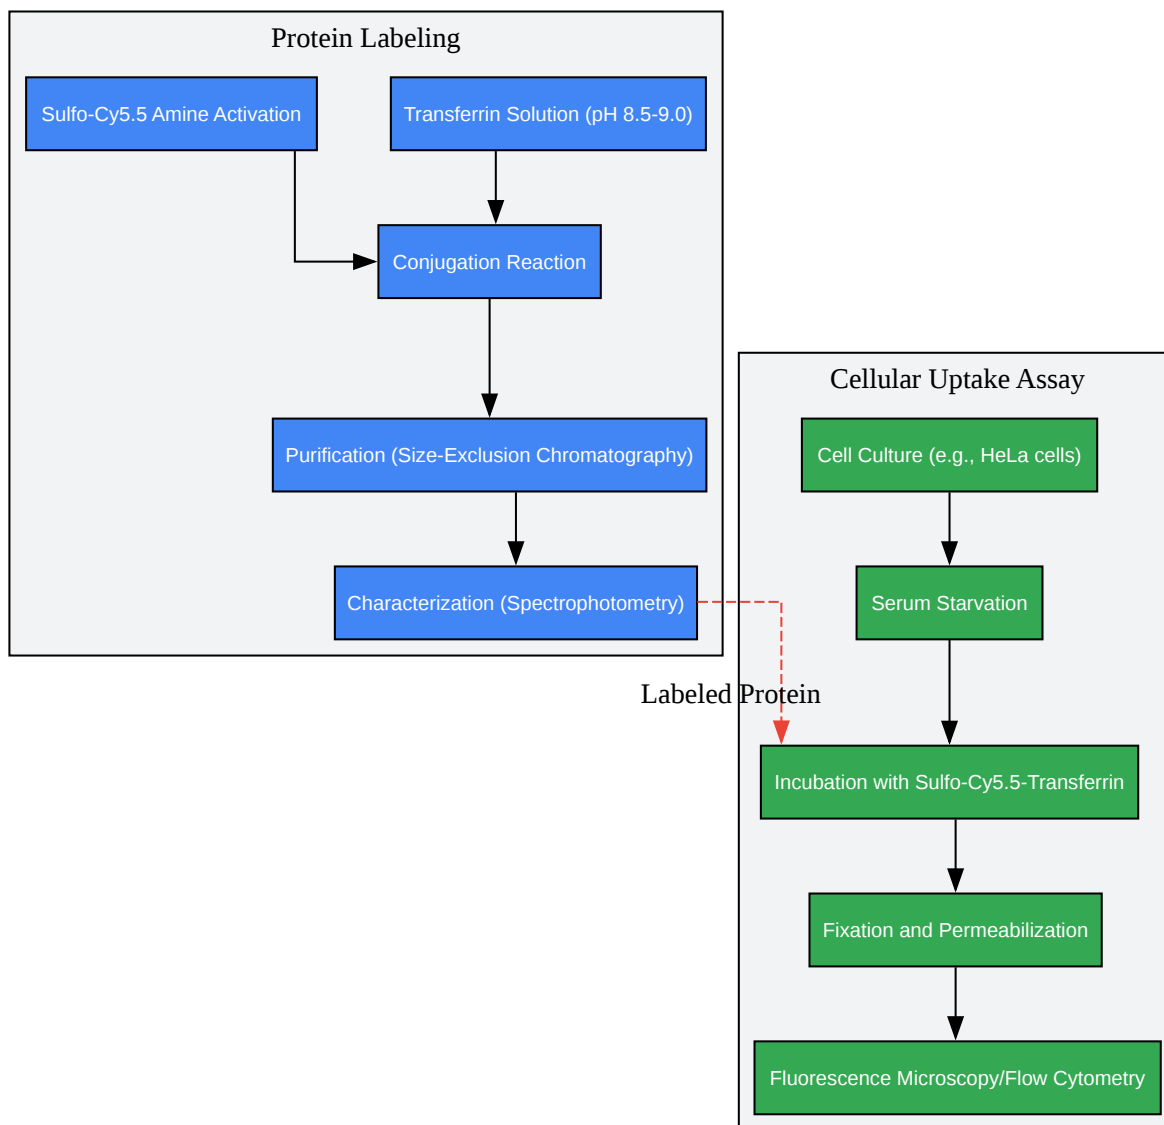 Protein Labeling
Sulfo-Cy5.5 Amine Activation
Transferrin Solution (pH 8.5-9.0)
Conjugation Reaction
Purification (Size-Exclusion Chromatography)
Characterization (Spectrophotometry)
Labeled Protein
Cellular Uptake Assay
Cell Culture (e.g., HeLa cells)
Serum Starvation
Incubation with Sulfo-Cy5.5-Transferrin
Fixation and Permeabilization
Fluorescence Microscopy/Flow Cytometry